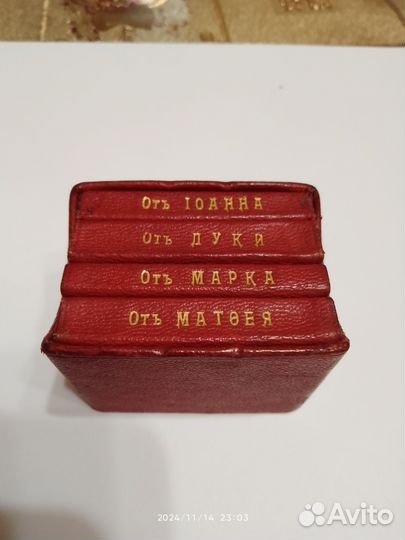 Отъ ІОАННА
Отъ ЛУКИ
Отъ МАРКА
Отъ МАТѲЕЯ
2024/11/14 23:03
Avito